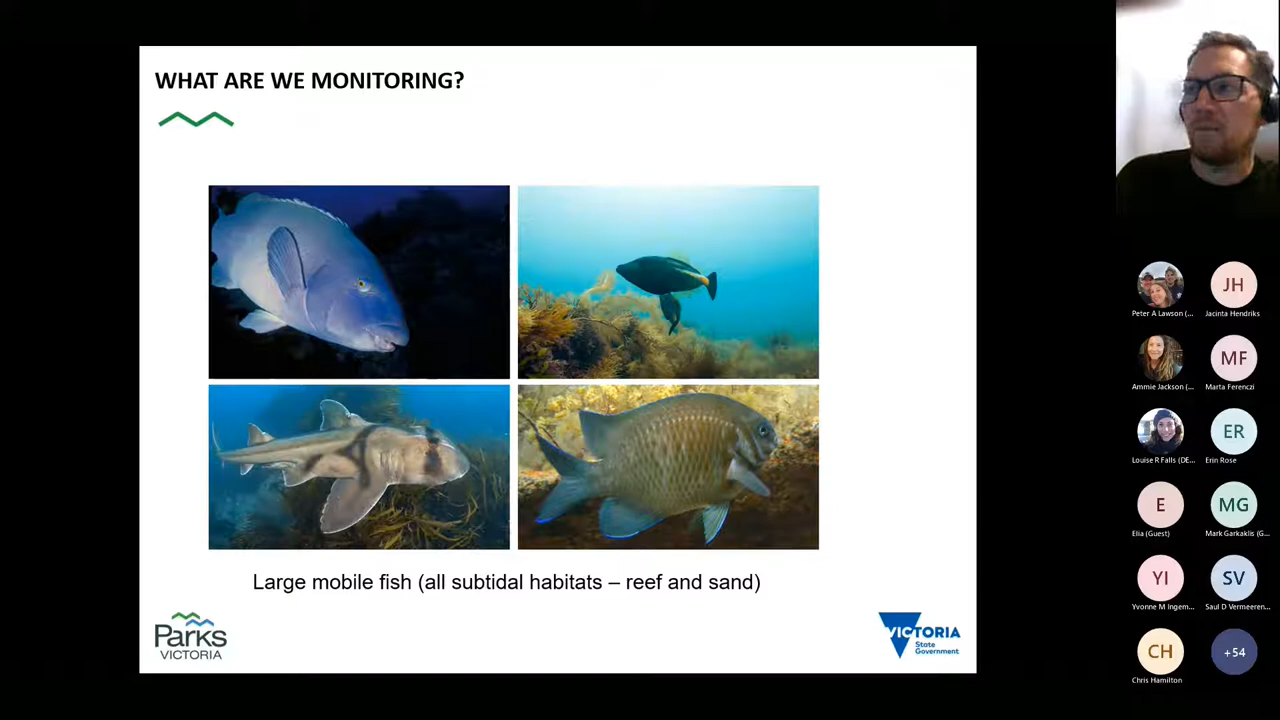 WHAT ARE WE MONITORING?
Large mobile fish (all subtidal habitats – reef and sand)
Parks
VICTORIA
VICTORIA
State
Government
JH
Peter A Lawson (...
Jacinta Hendriks
MF
Ammie Jackson (...
Marta Ferenczi
ER
Louise R Falls (DE...
Erin Rose
E
MG
Elia (Guest)
Mark Garkaklis (G...
YI
SV
Yvonne M Ingem...
Saul D Vermeeren...
CH
+54
Chris Hamilton